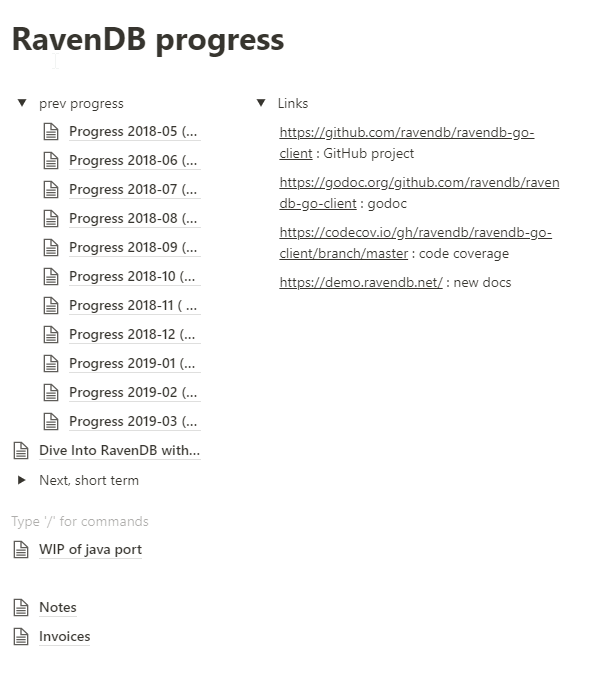 RavenDB progress
prev progress
Progress 2018-05 (...
Progress 2018-06 (...
Progress 2018-07 (...
Progress 2018-08 (...
Progress 2018-09 (...
Progress 2018-10 (...
Progress 2018-11 ( ...
Progress 2018-12 (...
Progress 2019-01 (...
Progress 2019-02 (...
Progress 2019-03 (...
Dive Into RavenDB with...
Next, short term
Type '/' for commands
WIP of java port
Notes
Invoices
Links
https://github.com/ravendb/ravendb-go-
client : GitHub project
https://godoc.org/github.com/ravendb/raven
db-go-client : godoc
https://codecov.io/gh/ravendb/ravendb-go-
client/branch/master : code coverage
https://demo.ravendb.net/ : new docs